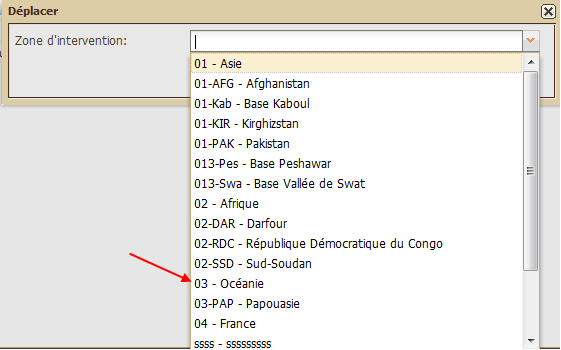 Déplacer
Zone d'intervention:
01 - Asie
01-AFG - Afghanistan
01-Kab - Base Kaboul
01-KIR - Kirghizstan
01-PAK - Pakistan
013-Pes - Base Peshawar
013-Swa - Base Vallée de Swat
02 - Afrique
02-DAR - Darfour
02-RDC - République Démocratique du Congo
02-SSD - Sud-Soudan
03 - Océanie
03-PAP - Papouasie
04 - France
ssss - sssssssss